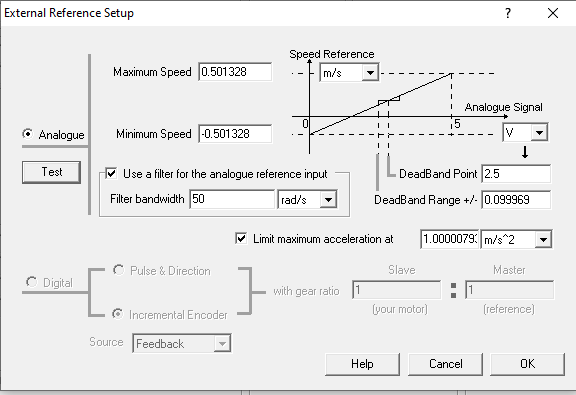 External Reference Setup
? ×
Speed Reference
Maximum Speed 0.501328 m/s
Analogue Signal
0 5
Analogue
Minimum Speed -0.501328 V
Test
Use a filter for the analogue reference input
DeadBand Point 2.5
Filter bandwidth 50 rad/s
DeadBand Range +/- 0.099969
Limit maximum acceleration at 1.0000079 m/s^2
Digital
Pulse & Direction
Slave Master
with gear ratio 1 : 1
Incremental Encoder
(your motor) (reference)
Source Feedback
Help Cancel OK